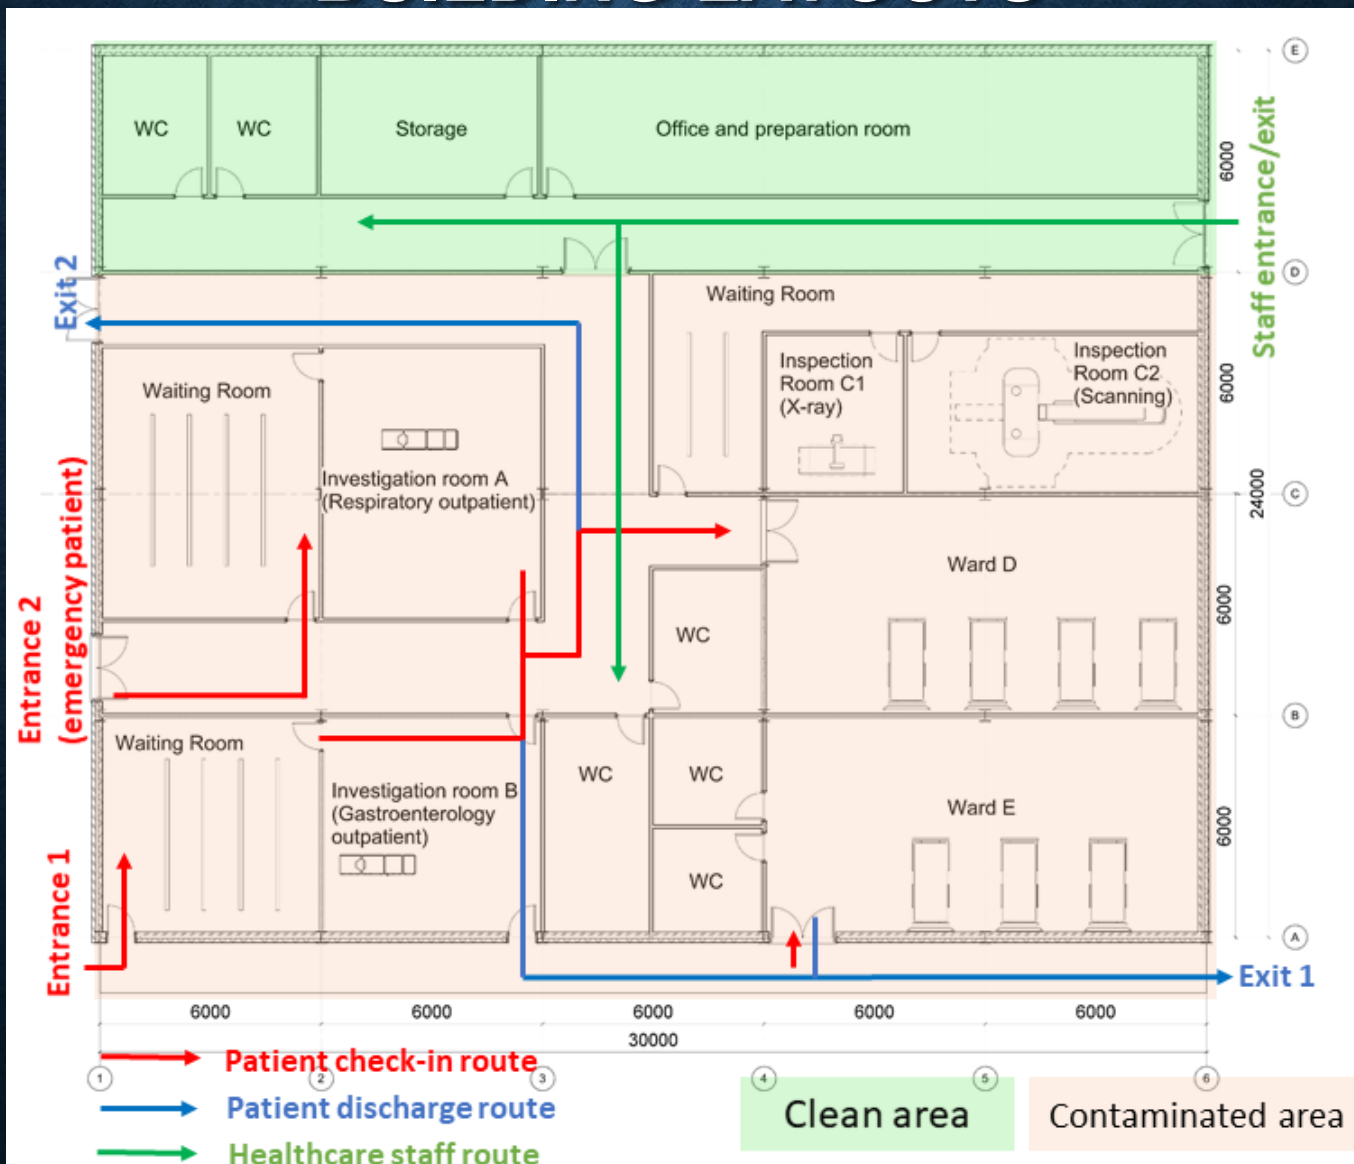 BUILDING LAYOUTS
E
WC
WC
Storage
Office and preparation room
6000
Staff entrance/exit
Exit 2
D
Waiting Room
Waiting Room
Inspection
Room C1
(X-ray)
Inspection
Room C2
(Scanning)
6000
Investigation room A
(Respiratory outpatient)
24000
C
Entrance 2
(emergency patient)
Ward D
WC
6000
B
Waiting Room
Investigation room B
(Gastroenterology
outpatient)
WC
WC
WC
Ward E
6000
Entrance 1
A
Exit 1
6000
6000
6000
6000
6000
30000
1
2
3
4
5
6
Patient check-in route
Patient discharge route
Healthcare staff route
Clean area
Contaminated area